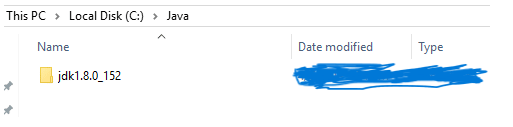 This PC > Local Disk (C:) > Java
Name Date modified Type
jdk1.8.0_152